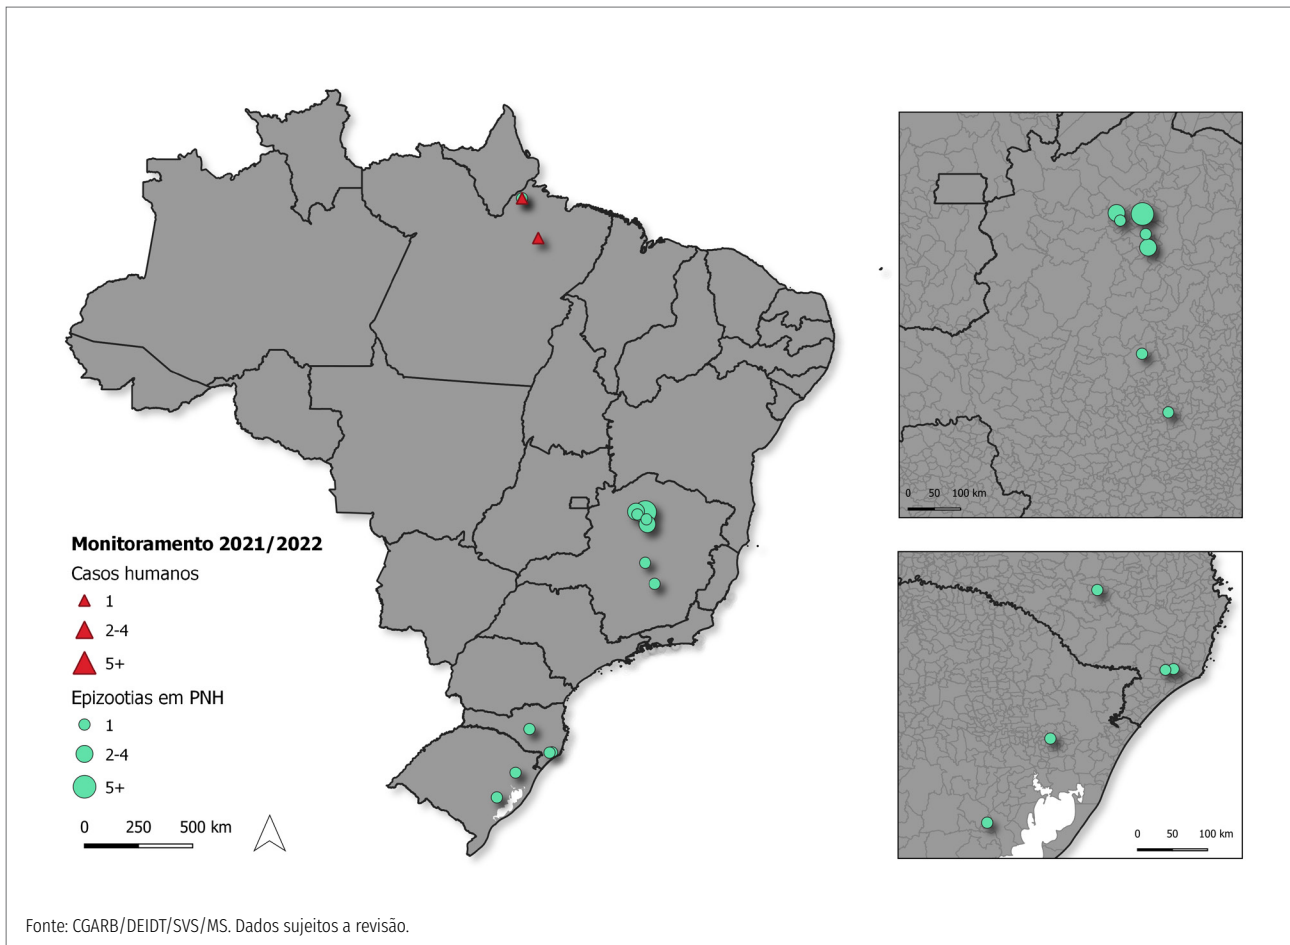 Monitoramento 2021/2022
Casos humanos
1
2-4
5+
Epizootias em PNH
1
2-4
5+
0 250 500 km
0 50 100 km
0 50 100 km
Fonte: CGARB/DEIDT/SVS/MS. Dados sujeitos a revisão.